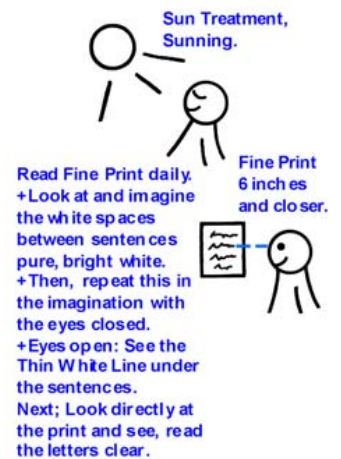 Sun Treatment,
Sunning.
Read Fine Print daily.
+Look at and imagine
the white spaces
between sentences
pure, bright white.
+Then, repeat this in
the imagination with
the eyes closed.
+Eyes open: See the
Thin White Line under
the sentences.
Next; Look directly at
the print and see, read
the letters clear.
Fine Print
6 inches
and closer.